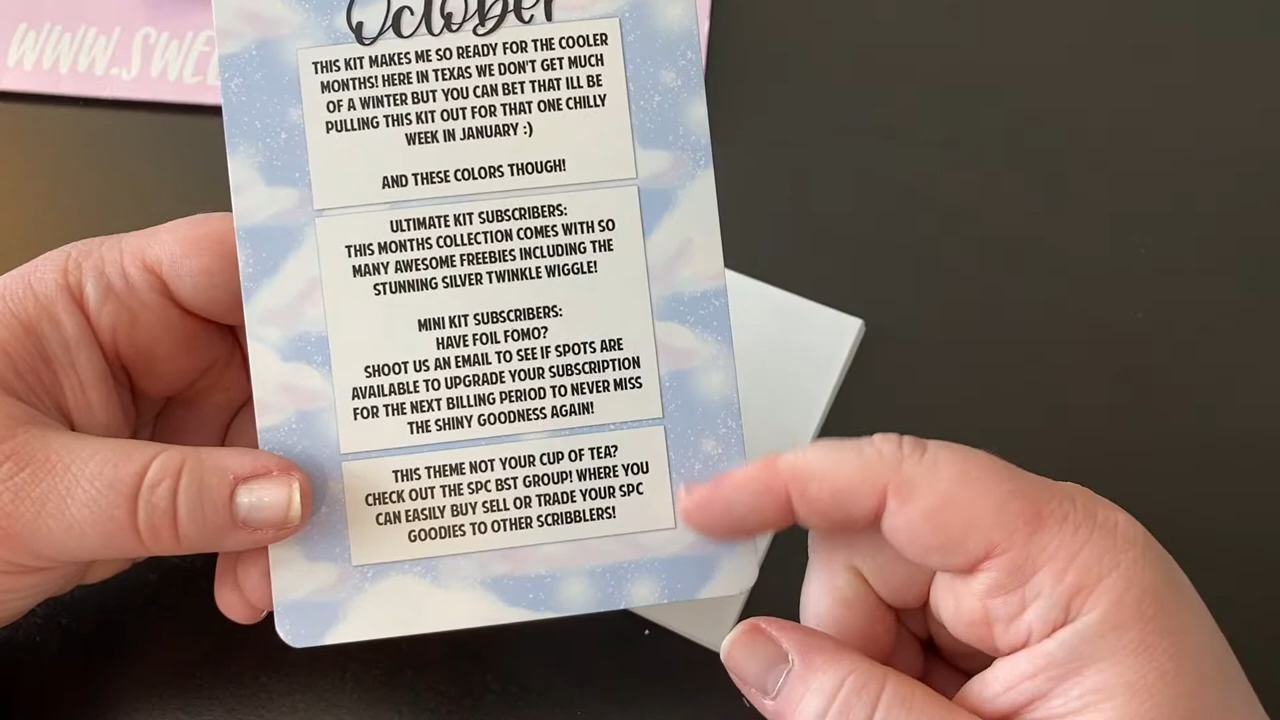 October
WWW.SWE
THIS KIT MAKES ME SO READY FOR THE COOLER
MONTHS! HERE IN TEXAS WE DON'T GET MUCH
OF A WINTER BUT YOU CAN BET THAT ILL BE
PULLING THIS KIT OUT FOR THAT ONE CHILLY
WEEK IN JANUARY :)
AND THESE COLORS THOUGH!
ULTIMATE KIT SUBSCRIBERS:
THIS MONTHS COLLECTION COMES WITH SO
MANY AWESOME FREEBIES INCLUDING THE
STUNNING SILVER TWINKLE WIGGLE!
MINI KIT SUBSCRIBERS:
HAVE FOIL FOMO?
SHOOT US AN EMAIL TO SEE IF SPOTS ARE
AVAILABLE TO UPGRADE YOUR SUBSCRIPTION
FOR THE NEXT BILLING PERIOD TO NEVER MISS
THE SHINY GOODNESS AGAIN!
THIS THEME NOT YOUR CUP OF TEA?
CHECK OUT THE SPC BST GROUP! WHERE YOU
CAN EASILY BUY SELL OR TRADE YOUR SPC
GOODIES TO OTHER SCRIBBLERS!